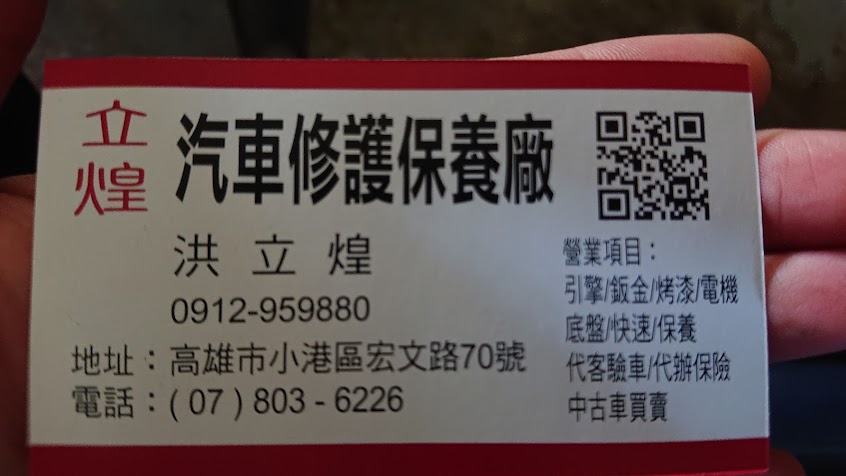 立煌
汽車修護保養廠
洪立煌
0912-959880
地址：高雄市小港區宏文路70號
電話：( 07 ) 803 - 6226
營業項目：
引擎/鈑金/烤漆/電機
底盤/快速/保養
代客驗車/代辦保險
中古車買賣